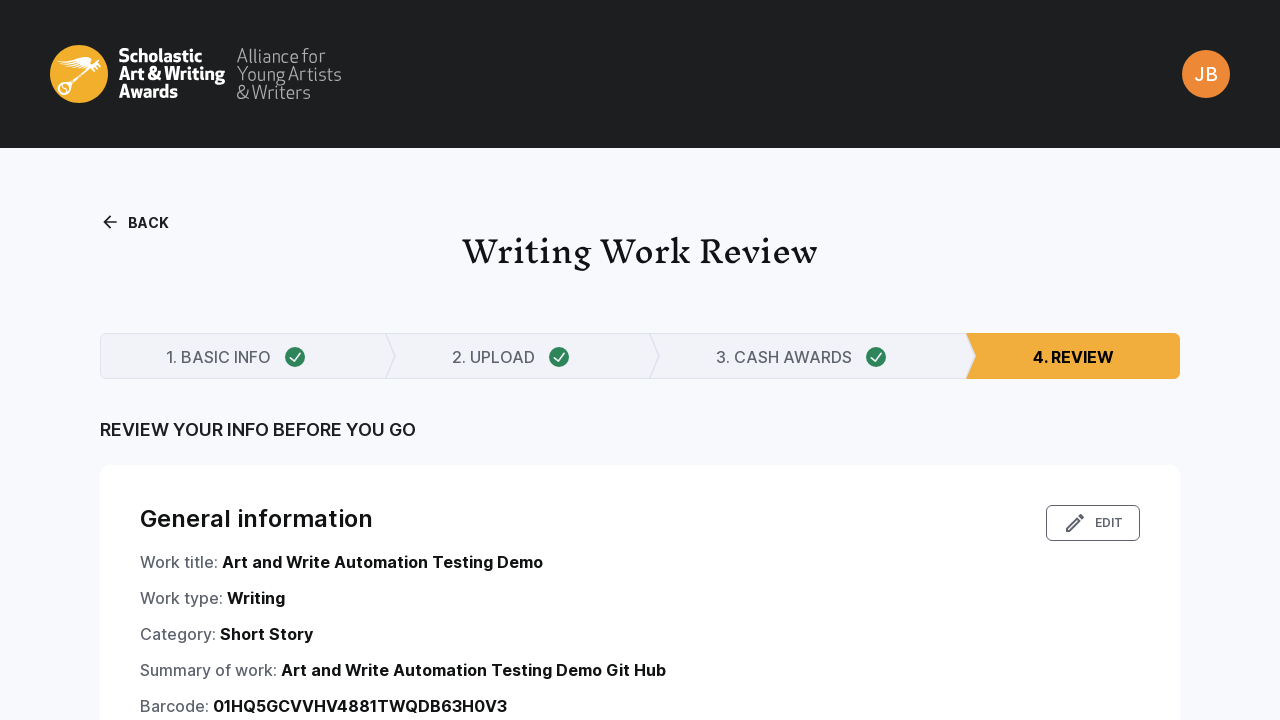 Scholastic
Art & Writing
Awards
Alliance for
Young Artists
& Writers
JB
BACK
Writing Work Review
1. BASIC INFO
2. UPLOAD
3. CASH AWARDS
4. REVIEW
REVIEW YOUR INFO BEFORE YOU GO
General information
EDIT
Work title: Art and Write Automation Testing Demo
Work type: Writing
Category: Short Story
Summary of work: Art and Write Automation Testing Demo Git Hub
Barcode: 01HQ5GCVVHV4881TWQDB63H0V3